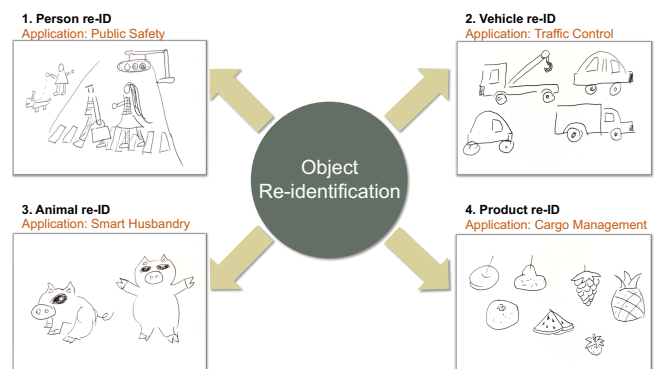 1. Person re-ID
Application: Public Safety
2. Vehicle re-ID
Application: Traffic Control
Object
Re-identification
3. Animal re-ID
Application: Smart Husbandry
4. Product re-ID
Application: Cargo Management